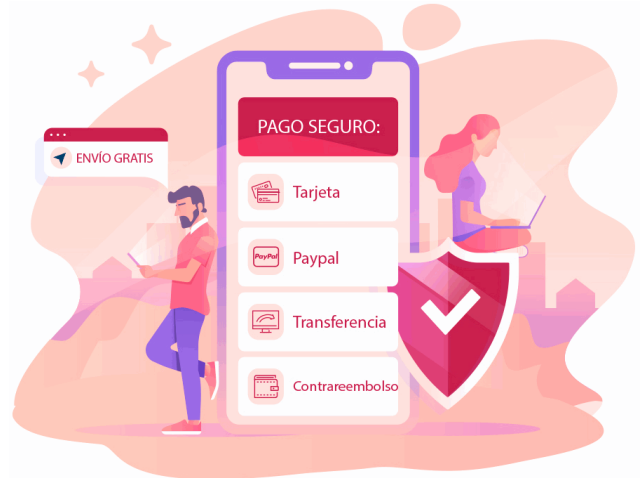 PAGO SEGURO:
ENVÍO GRATIS
Tarjeta
PayPal
Paypal
Transferencia
Contrareembolso